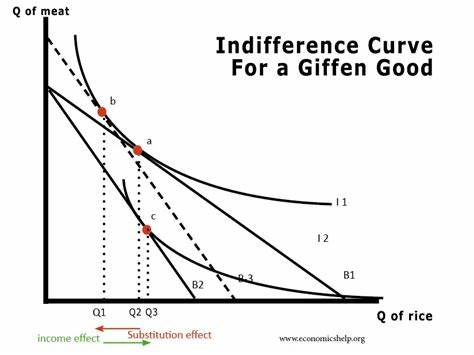 Q of meat
Indifference Curve
For a Giffen Good
b
a
I 1
c
I 2
B2
B-3
B1
Q1
Q2
Q3
Q of rice
Substitution effect
income effect
www.economicshelp.org